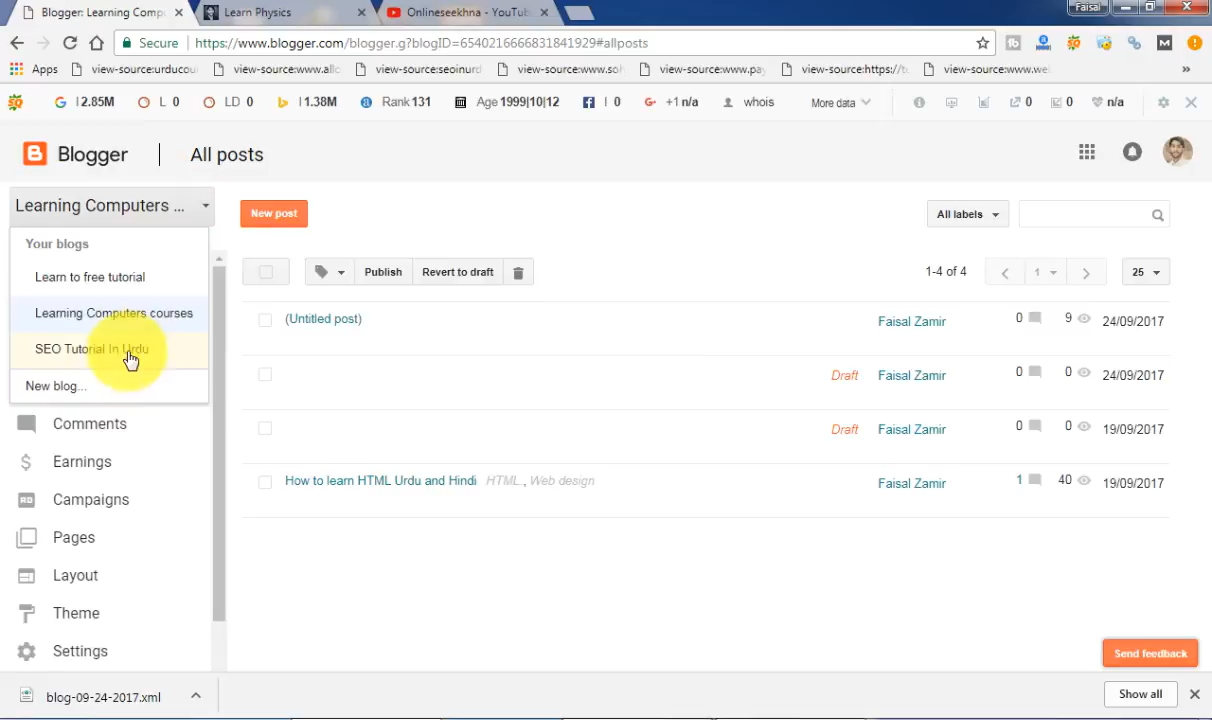 Blogger: Learning Compu
Learn Physics
Onlineseekhna - YouTub
Faisal
Secure
https://www.blogger.com/blogger.g?blogID=6540216666831841929#allposts
Apps
view-source:urducou
view-source:www.all
view-source:seoinurd
view-source:www.sol
view-source:www.pay
view-source:https://t
view-source:www.we
»
I 2.85M
L 0
LD 0
I 1.38M
Rank 131
Age 1999|10|12
I 0
+1 n/a
whois
More data
0
0
n/a
Blogger
All posts
Learning Computers ...
New post
All labels
Your blogs
Learn to free tutorial
Learning Computers courses
SEO Tutorial In Urdu
New blog...
Publish
Revert to draft
1-4 of 4
1
25
(Untitled post)
Faisal Zamir
0
9
24/09/2017
Draft
Faisal Zamir
0
0
24/09/2017
Draft
Faisal Zamir
0
0
19/09/2017
How to learn HTML Urdu and Hindi
HTML , Web design
Faisal Zamir
1
40
19/09/2017
Comments
Earnings
Campaigns
Pages
Layout
Theme
Settings
Send feedback
blog-09-24-2017.xml
Show all